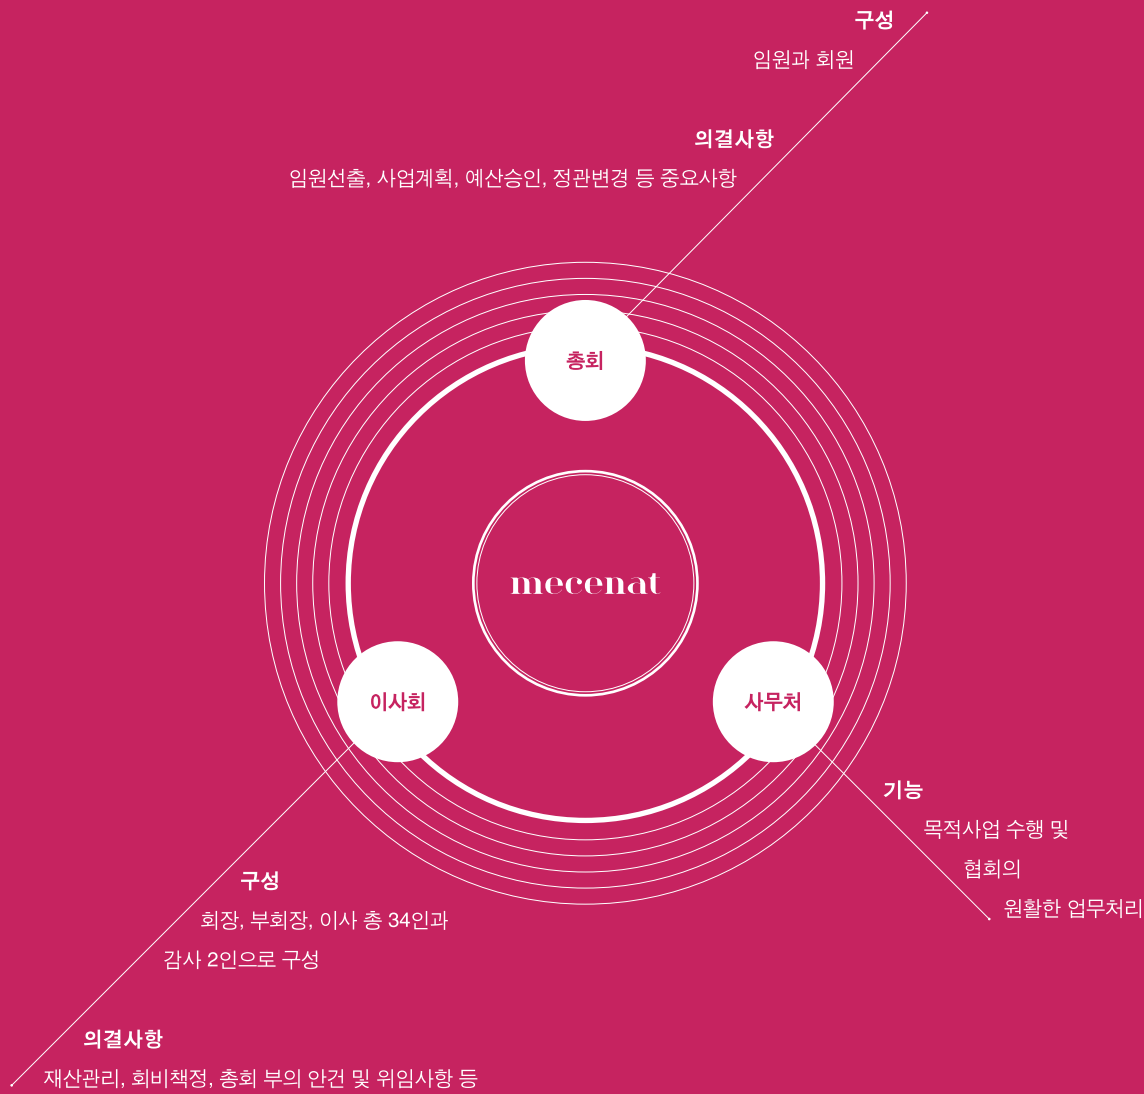 구성
임원과 회원
의결사항
임원선출, 사업계획, 예산승인, 정관변경 등 중요사항
총회
mecenat
이사회
사무처
기능
목적사업 수행 및
협회의
원활한 업무처리
구성
회장, 부회장, 이사 총 34인과
감사 2인으로 구성
의결사항
재산관리, 회비책정, 총회 부의 안건 및 위임사항 등